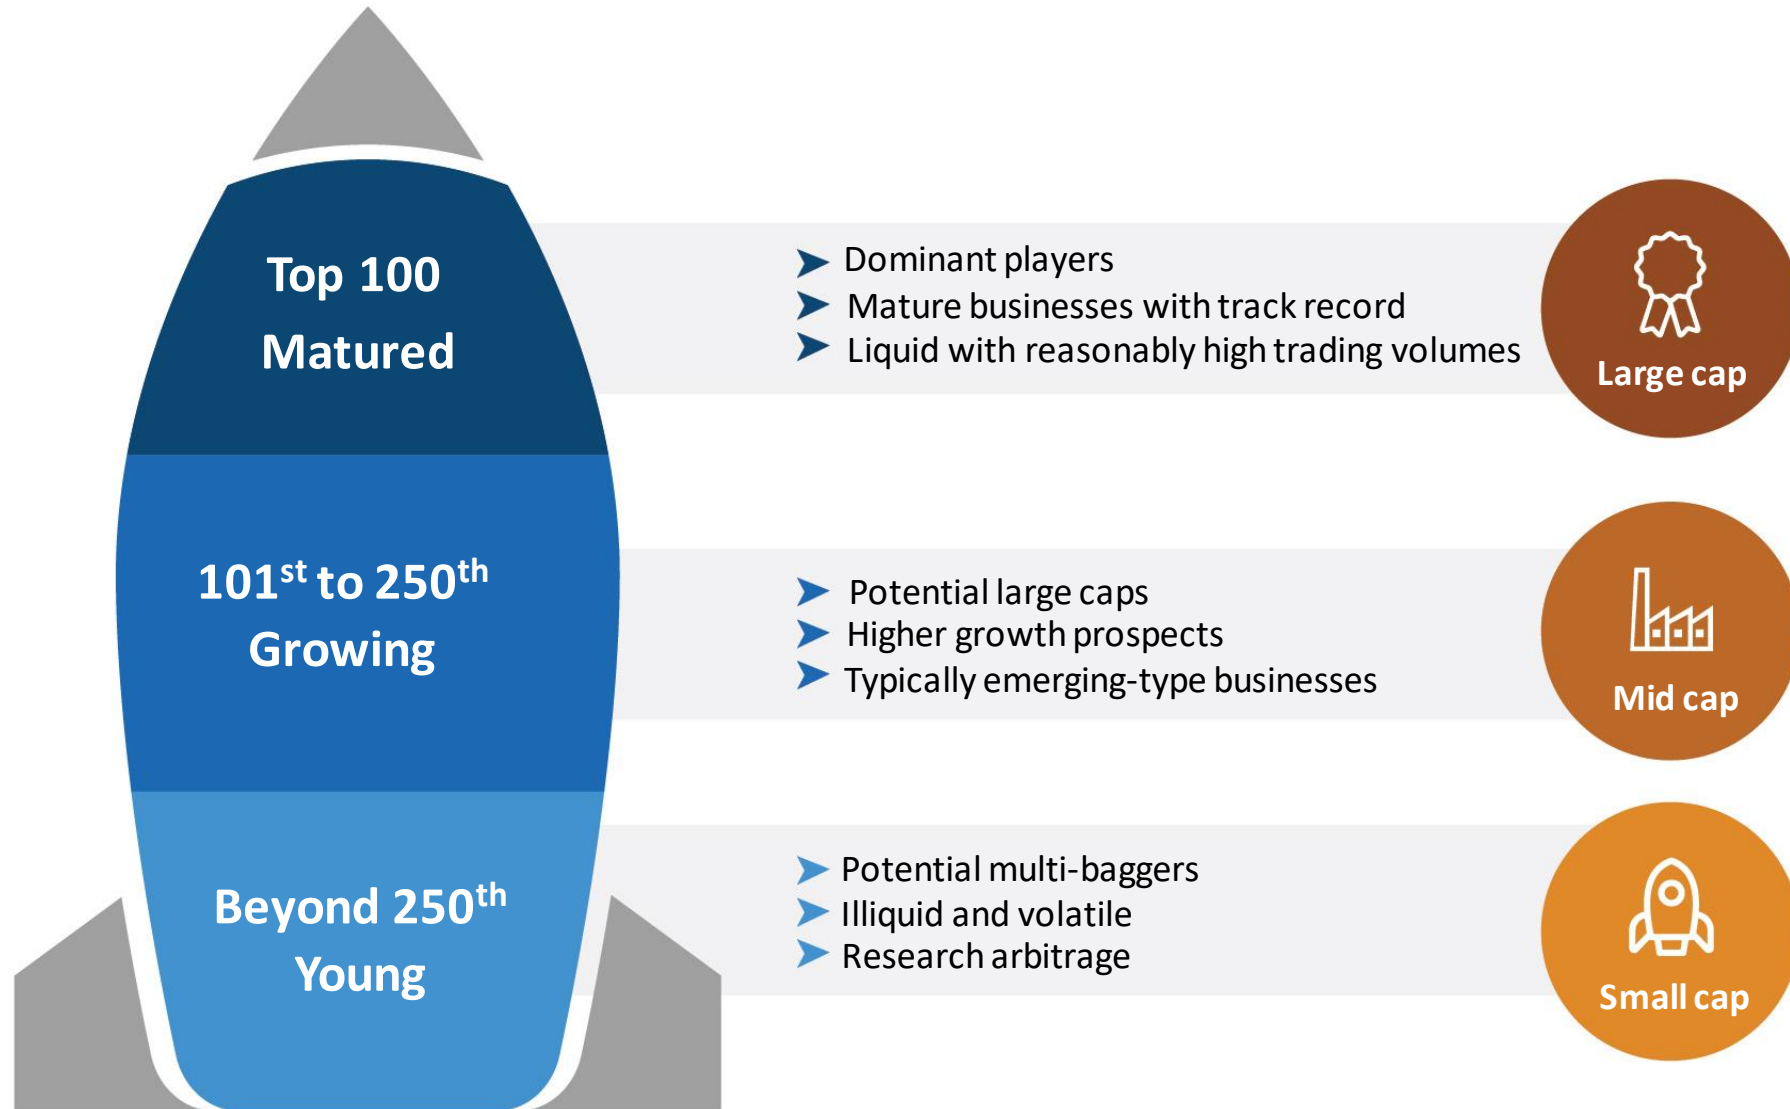 Top 100
Matured
Dominant players
Mature businesses with track record
Liquid with reasonably high trading volumes
Large cap
101st to 250th
Growing
Potential large caps
Higher growth prospects
Typically emerging-type businesses
Mid cap
Beyond 250th
Young
Potential multi-baggers
Illiquid and volatile
Research arbitrage
Small cap